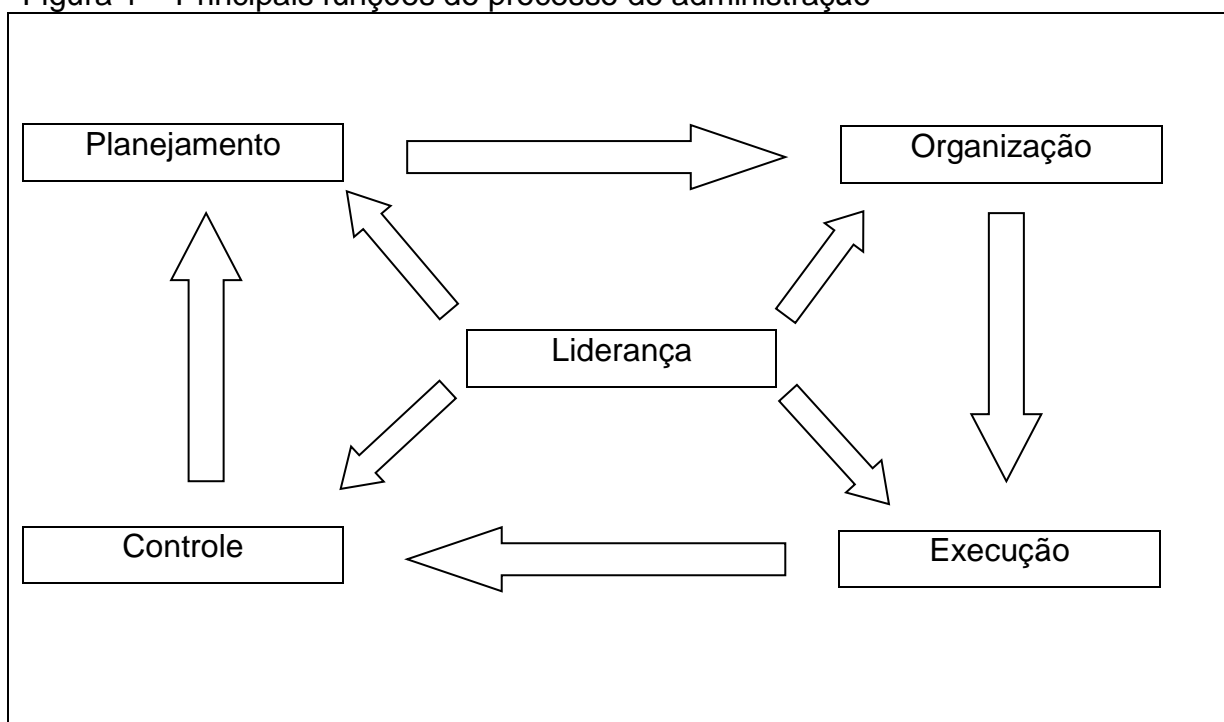 Figura 1 – Principais funções do processo de administração
Planejamento
Organização
Liderança
Controle
Execução